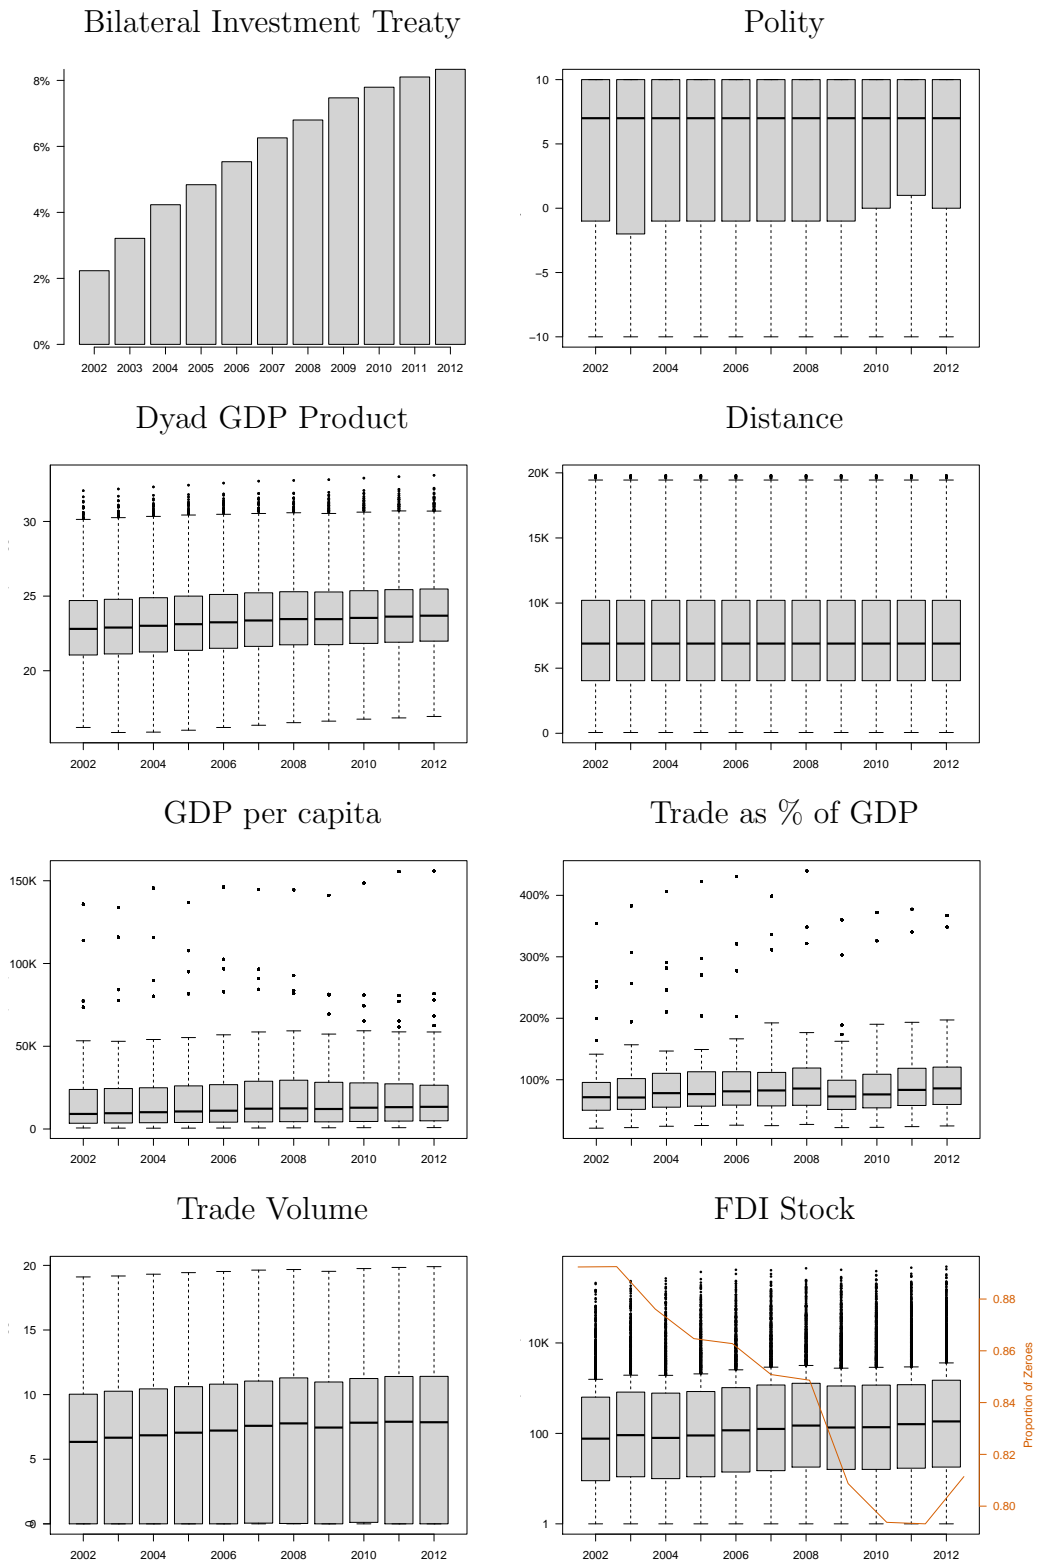 Bilateral Investment Treaty
8%
6%
4%
2%
0%
2002 2003 2004 2005 2006 2007 2008 2009 2010 2011 2012
Polity
10
5
0
−5
−10
2002 2004 2006 2008 2010 2012
Dyad GDP Product
30
25
20
2002 2004 2006 2008 2010 2012
Distance
20K
15K
10K
5K
0
2002 2004 2006 2008 2010 2012
GDP per capita
150K
100K
50K
0
2002 2004 2006 2008 2010 2012
Trade as % of GDP
400%
300%
200%
100%
2002 2004 2006 2008 2010 2012
Trade Volume
20
15
10
5
0
2002 2004 2006 2008 2010 2012
FDI Stock
10K
100
1
0.88
0.86
0.84
0.82
0.80
Proportion of Zeroes
2002 2004 2006 2008 2010 2012